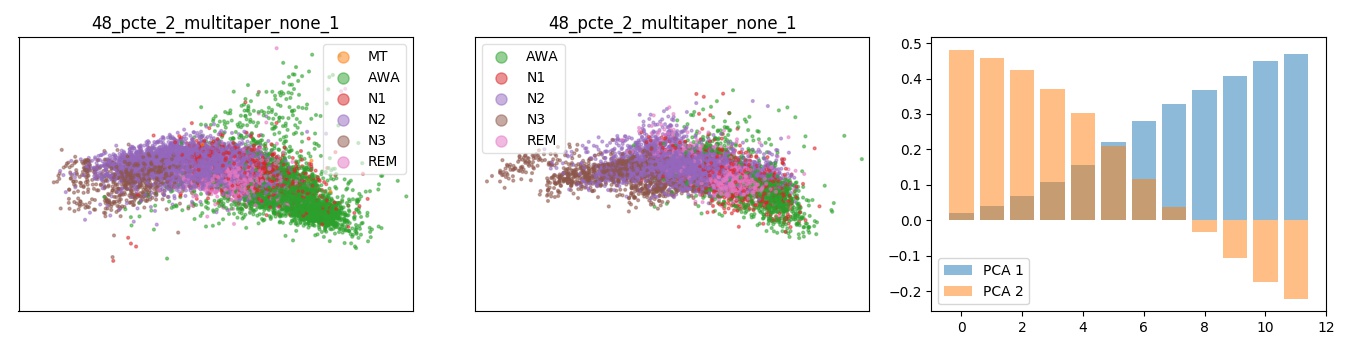 48_pcte_2_multitaper_none_1
MT
AWA
N1
N2
N3
REM
48_pcte_2_multitaper_none_1
AWA
N1
N2
N3
REM
0.5
0.4
0.3
0.2
0.1
0.0
−0.1
−0.2
PCA 1
PCA 2
0
2
4
6
8
10
12